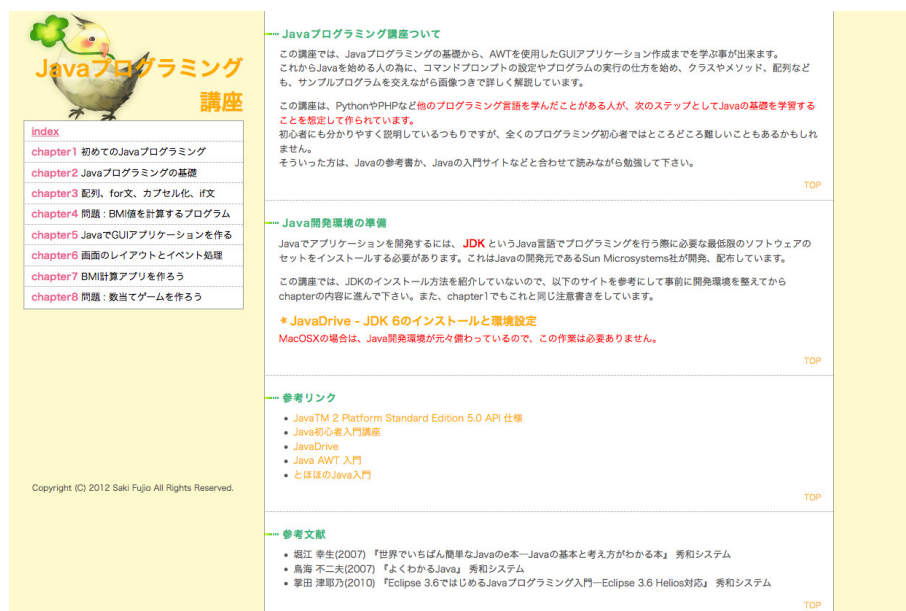 Javaプログラミング
講座
index
chapter1 初めてのJavaプログラミング
chapter2 Javaプログラミングの基礎
chapter3 配列、for文、カプセル化、if文
chapter4 問題 : BMI値を計算するプログラム
chapter5 JavaでGUIアプリケーションを作る
chapter6 画面のレイアウトとイベント処理
chapter7 BMI計算アプリを作ろう
chapter8 問題 : 数当てゲームを作ろう
Copyright (C) 2012 Saki Fujio All Rights Reserved.
Javaプログラミング講座ついて
この講座では、Javaプログラミングの基礎から、AWTを使用したGUIアプリケーション作成までを学ぶ事が出来ます。
これからJavaを始める人の為に、コマンドプロンプトの設定やプログラムの実行の仕方を始め、クラスやメソッド、配列など
も、サンプルプログラムを交えながら画像つきで詳しく解説しています。
この講座は、PythonやPHPなど他のプログラミング言語を学んだことがある人が、次のステップとしてJavaの基礎を学習する
ことを想定して作られています。
初心者にも分かりやすく説明しているつもりですが、全くのプログラミング初心者ではところどころ難しいこともあるかもしれ
ません。
そういった方は、Javaの参考書か、Javaの入門サイトなどと合わせて読みながら勉強して下さい。
TOP
Java開発環境の準備
Javaでアプリケーションを開発するには、 JDK というJava言語でプログラミングを行う際に必要な最低限のソフトウェアの
セットをインストールする必要があります。これはJavaの開発元であるSun Microsystems社が開発、配布しています。
この講座では、JDKのインストール方法を紹介していないので、以下のサイトを参考にして事前に開発環境を整えてから
chapterの内容に進んで下さい。また、chapter1でもこれと同じ注意書きをしています。
★JavaDrive - JDK 6のインストールと環境設定
MacOSXの場合は、Java開発環境が元々備わっているので、この作業は必要ありません。
TOP
参考リンク
• JavaTM 2 Platform Standard Edition 5.0 API 仕様
• Java初心者入門講座
• JavaDrive
• Java AWT 入門
• とほほのJava入門
TOP
参考文献
• 堀江 幸生(2007) 『世界でいちばん簡単なJavaのe本―Javaの基本と考え方がわかる本』 秀和システム
• 鳥海 不二夫(2007) 『よくわかるJava』 秀和システム
• 掌田 津耶乃(2010) 『Eclipse 3.6ではじめるJavaプログラミング入門―Eclipse 3.6 Helios対応』 秀和システム
TOP